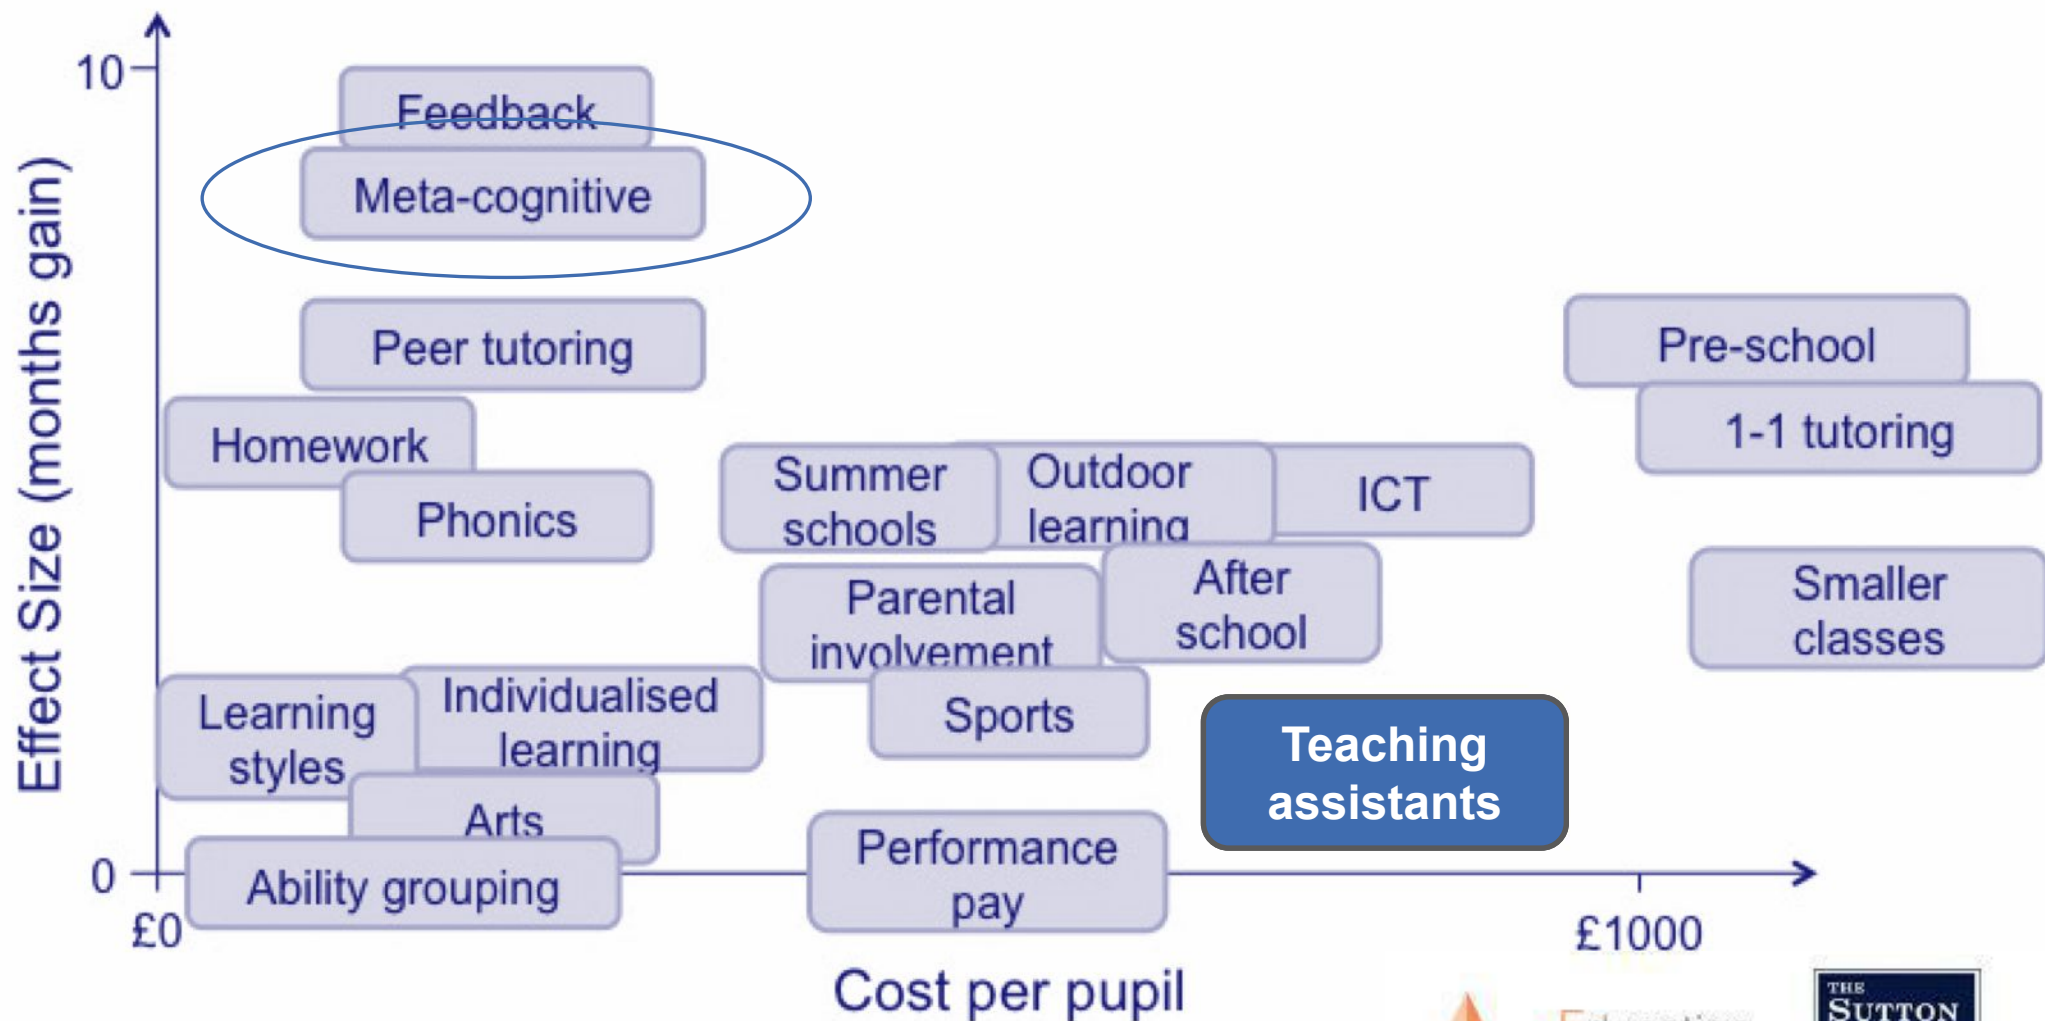 10
Feedback
Meta-cognitive
Effect Size (months gain)
Peer tutoring
Pre-school
1-1 tutoring
Homework
Phonics
Summer
schools
Outdoor
learning
ICT
After
school
Parental
involvement
Smaller
classes
Learning
styles
Individualised
learning
Sports
Teaching
assistants
Arts
Performance
pay
Ability grouping
0
£0
£1000
Cost per pupil
THE
SUTTON